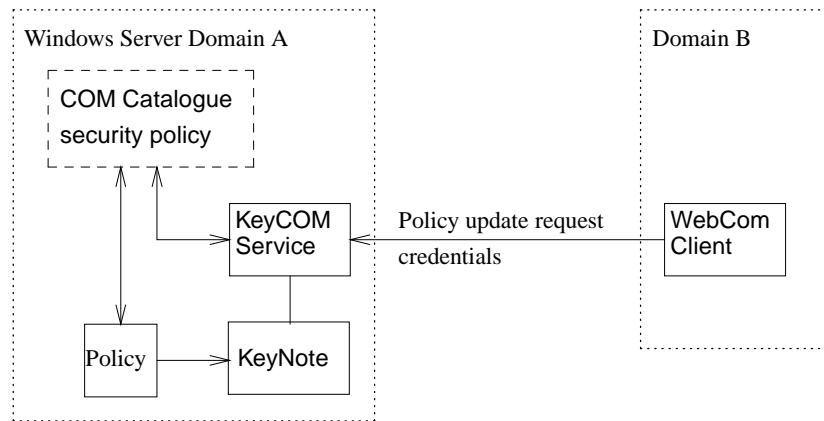 Windows Server Domain A
Domain B
COM Catalogue
security policy
KeyCOM
Service
Policy update request
credentials
WebCom
Client
Policy
KeyNote